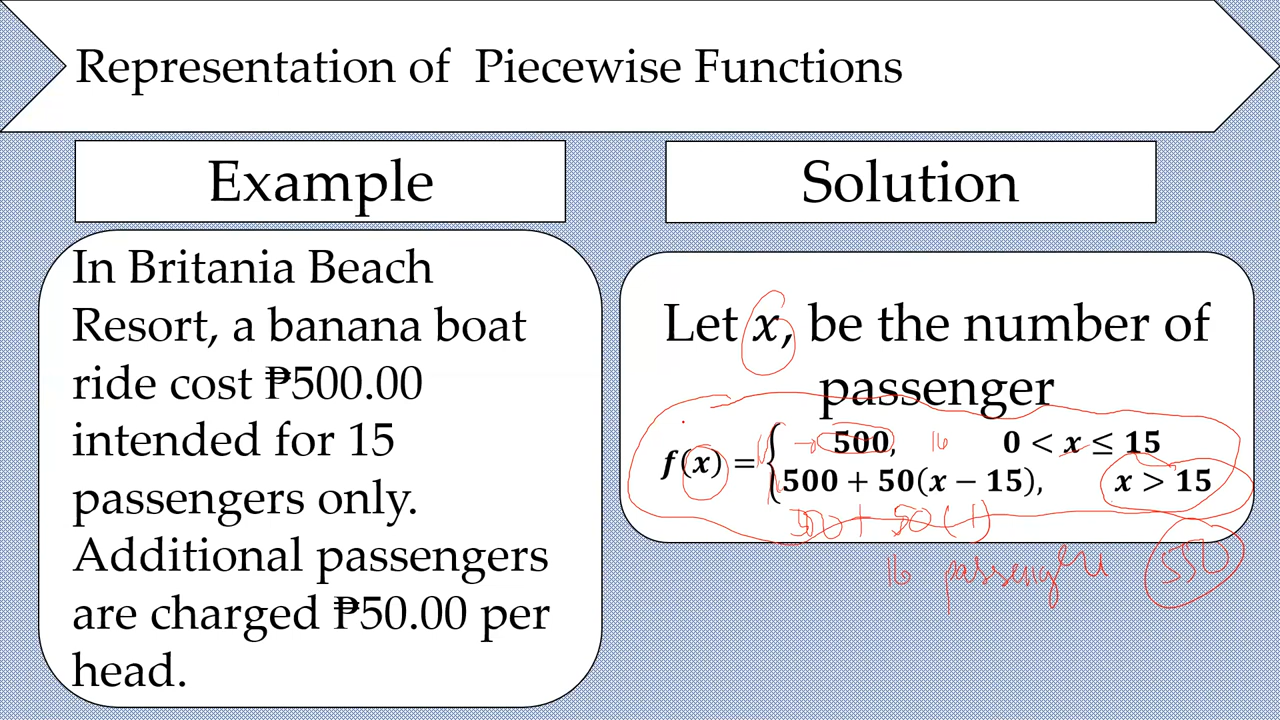 Representation of Piecewise Functions
Example
Solution
In Britania Beach
Resort, a banana boat
ride cost ₱500.00
intended for 15
passengers only.
Additional passengers
are charged ₱50.00 per
head.
Let x, be the number of
passenger
f(x) = { 500, 16 0 < x ≤ 15
500 + 50(x − 15), x > 15
500 + 50 (1)
16 passengers 550